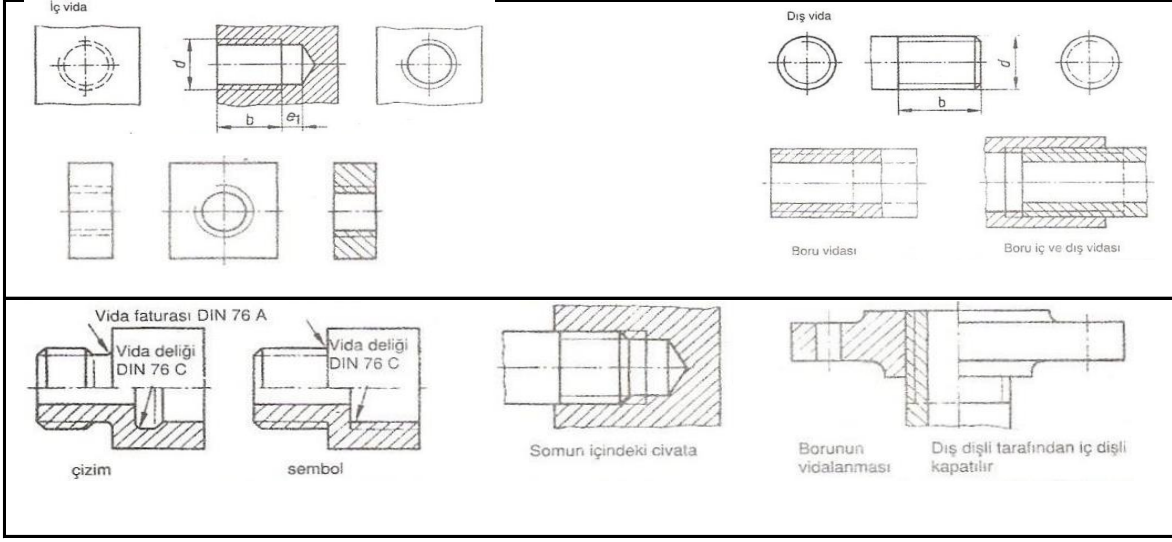 İç vida
d
b
e1
Dış vida
d
b
Boru vidası
Boru iç ve dış vidası
Vida faturası DIN 76 A
Vida deliği
DIN 76 C
çizim
Vida deliği
DIN 76 C
sembol
Somun içindeki civata
Borunun
vidalanması
Dış dişli tarafından iç dişli
kapatılır